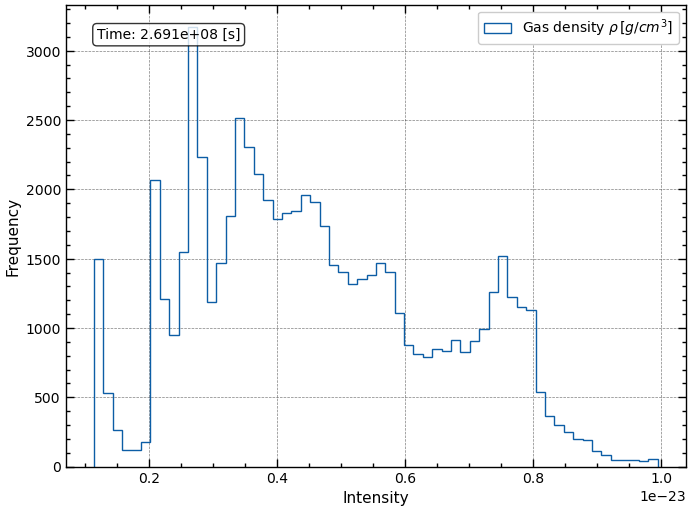 Time: 2.691e+08 [s]
Gas density ρ [g/cm³]
3000
2500
2000
1500
1000
500
0
Frequency
0.2 0.4 0.6 0.8 1.0
1e−23
Intensity